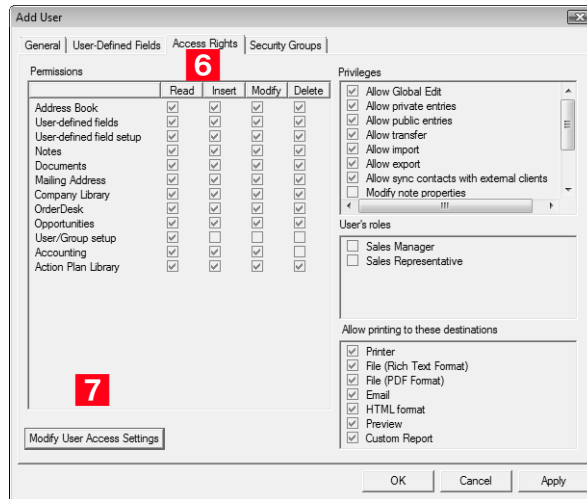 Add User
General User-Defined Fields Access Rights Security Groups
6
Permissions
Read Insert Modify Delete
Address Book
User-defined fields
User-defined field setup
Notes
Documents
Mailing Address
Company Library
OrderDesk
Opportunities
User/Group setup
Accounting
Action Plan Library
7
Modify User Access Settings
Privileges
Allow Global Edit
Allow private entries
Allow public entries
Allow transfer
Allow import
Allow export
Allow sync contacts with external clients
Modify note properties
User's roles
Sales Manager
Sales Representative
Allow printing to these destinations
Printer
File (Rich Text Format)
File (PDF Format)
Email
HTML format
Preview
Custom Report
OK Cancel Apply